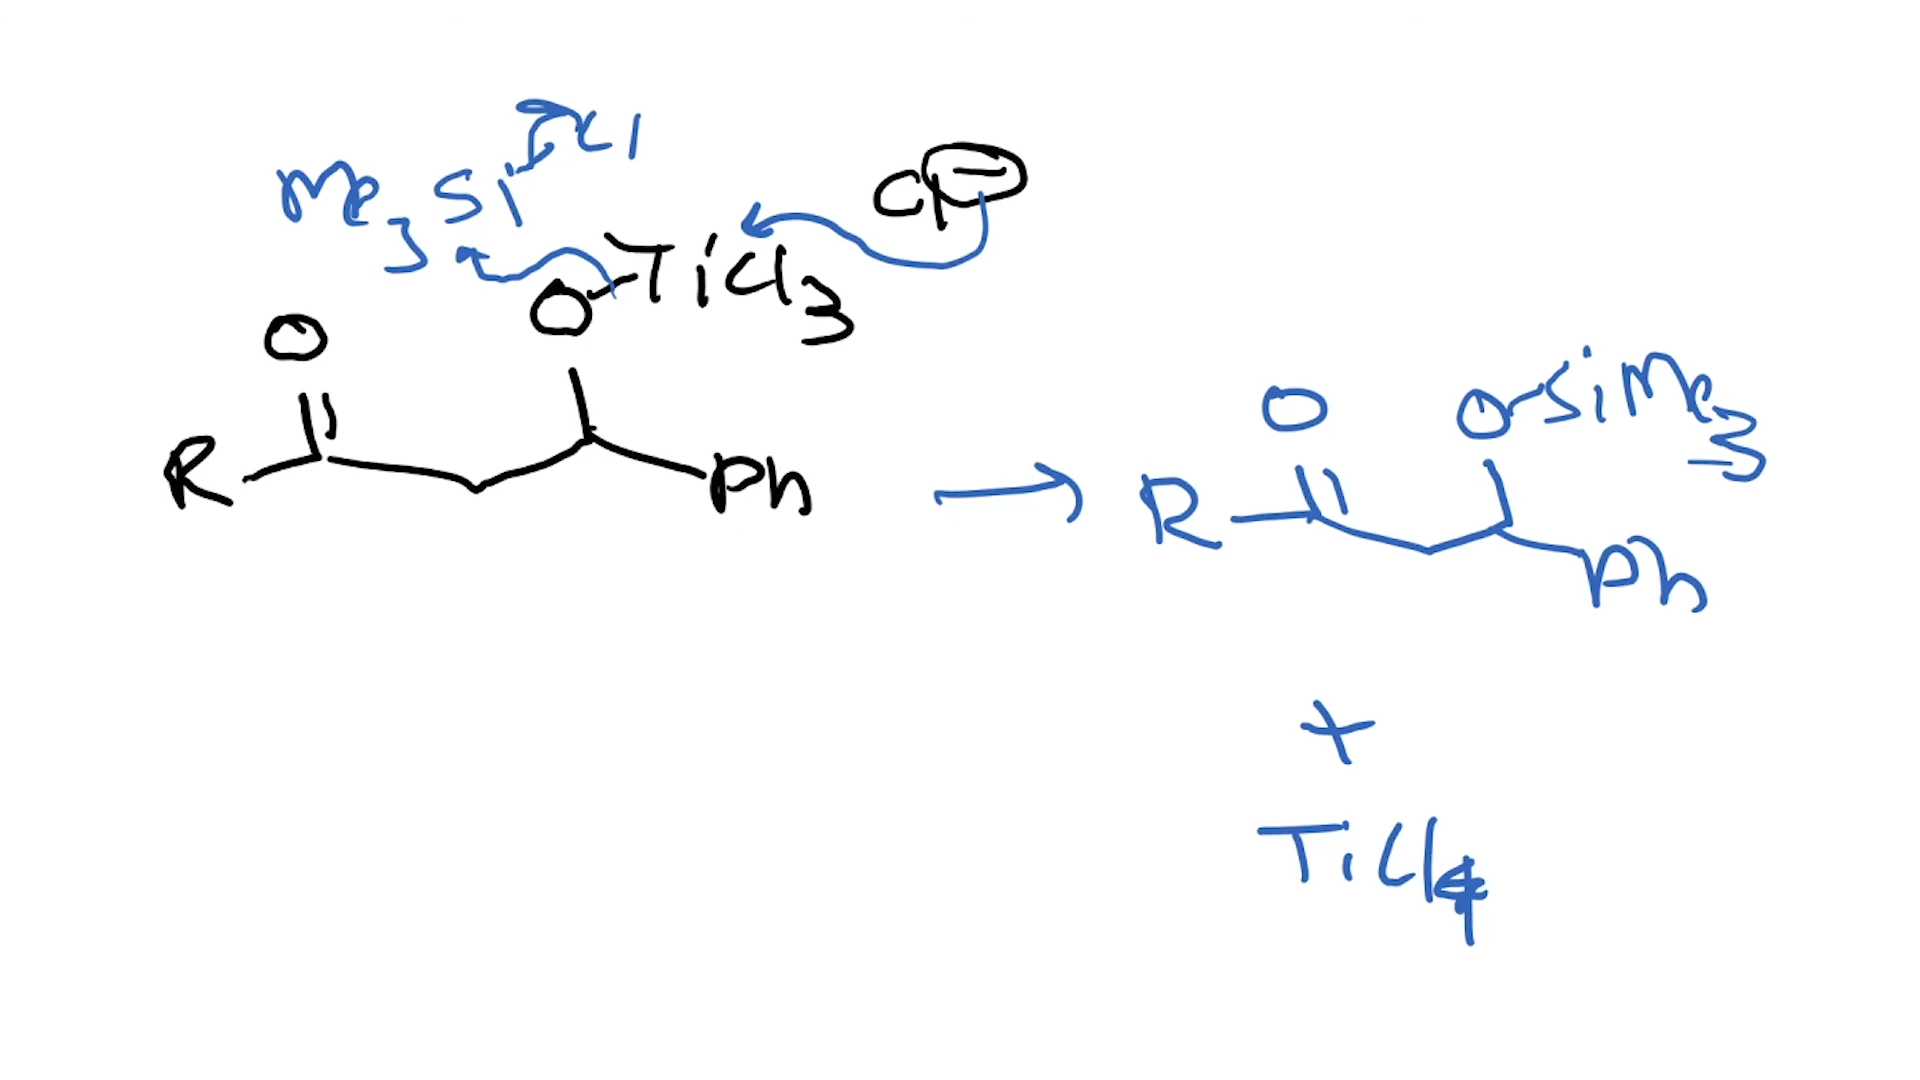 Me3Si Cl
Cl−
O O TiCl3
R Ph
O O SiMe3
R Ph
+
TiCl4